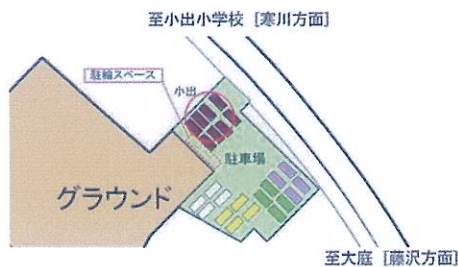 至小出小学校 [寒川方面]
駐輪スペース
小出
駐車場
グラウンド
至大庭 [藤沢方面]